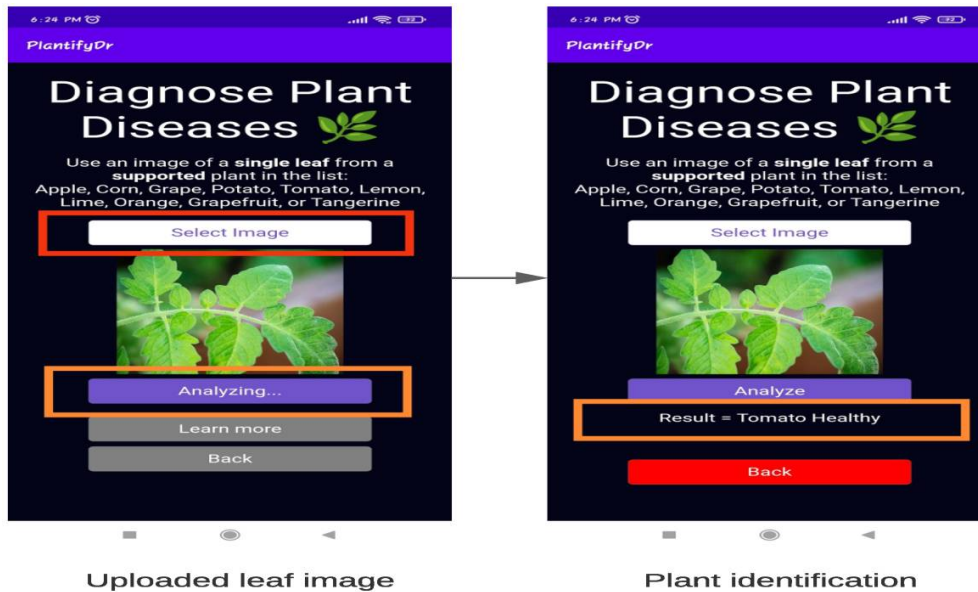 6:24 PM
PlantifyDr
Diagnose Plant
Diseases
Use an image of a single leaf from a
supported plant in the list:
Apple, Corn, Grape, Potato, Tomato, Lemon,
Lime, Orange, Grapefruit, or Tangerine
Select Image
Analyzing...
Learn more
Back
Uploaded leaf image
6:24 PM
PlantifyDr
Diagnose Plant
Diseases
Use an image of a single leaf from a
supported plant in the list:
Apple, Corn, Grape, Potato, Tomato, Lemon,
Lime, Orange, Grapefruit, or Tangerine
Select Image
Analyze
Result = Tomato Healthy
Back
Plant identification